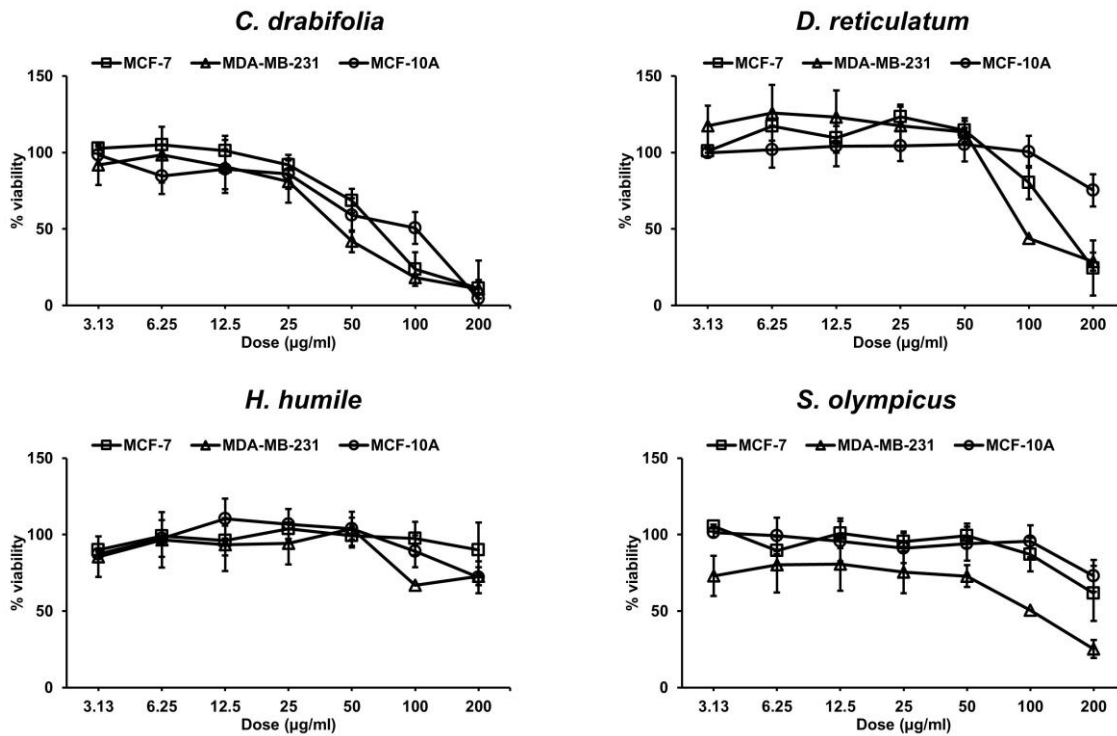 C. drabifolia
MCF-7 MDA-MB-231 MCF-10A
150
100
50
0
% viability
3.13 6.25 12.5 25 50 100 200
Dose (µg/ml)
D. reticulatum
MCF-7 MDA-MB-231 MCF-10A
150
100
50
0
% viability
3.13 6.25 12.5 25 50 100 200
Dose (µg/ml)
H. humile
MCF-7 MDA-MB-231 MCF-10A
150
100
50
0
% viability
3.13 6.25 12.5 25 50 100 200
Dose (µg/ml)
S. olympicus
MCF-7 MDA-MB-231 MCF-10A
150
100
50
0
% viability
3.13 6.25 12.5 25 50 100 200
Dose (µg/ml)